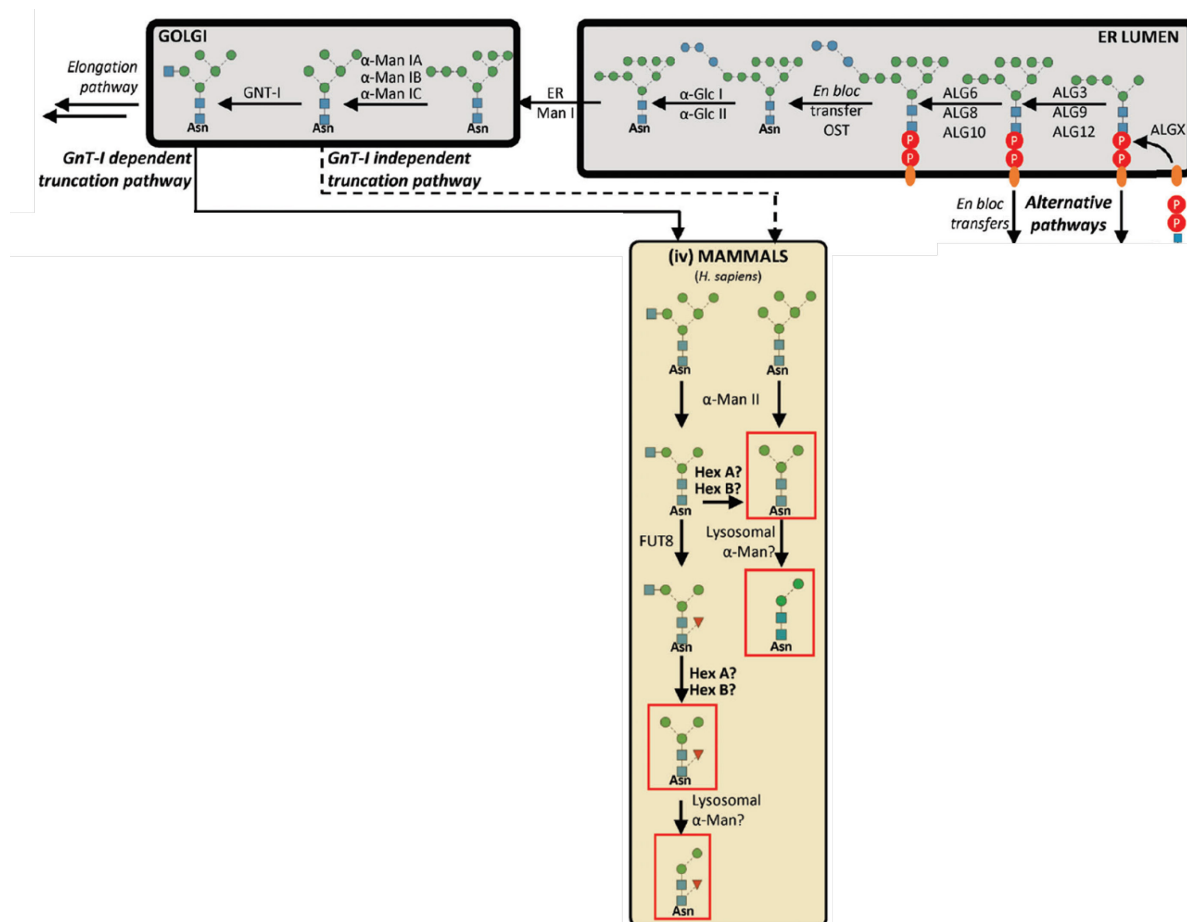 GOLGI
Elongation
pathway
GNT-I
α-Man IA
α-Man IB
α-Man IC
Asn
Asn
Asn
GnT-I dependent
truncation pathway
GnT-I independent
truncation pathway
ER
Man I
ER LUMEN
α-Glc I
α-Glc II
En bloc
transfer
OST
ALG6
ALG8
ALG10
ALG3
ALG9
ALG12
ALGX
Asn
Asn
P
P
P
P
P
P
P
P
En bloc
transfers
Alternative
pathways
(iv) MAMMALS
(H. sapiens)
Asn
Asn
α-Man II
Hex A?
Hex B?
Asn
Asn
FUT8
Lysosomal
α-Man?
Asn
Asn
Hex A?
Hex B?
Asn
Lysosomal
α-Man?
Asn